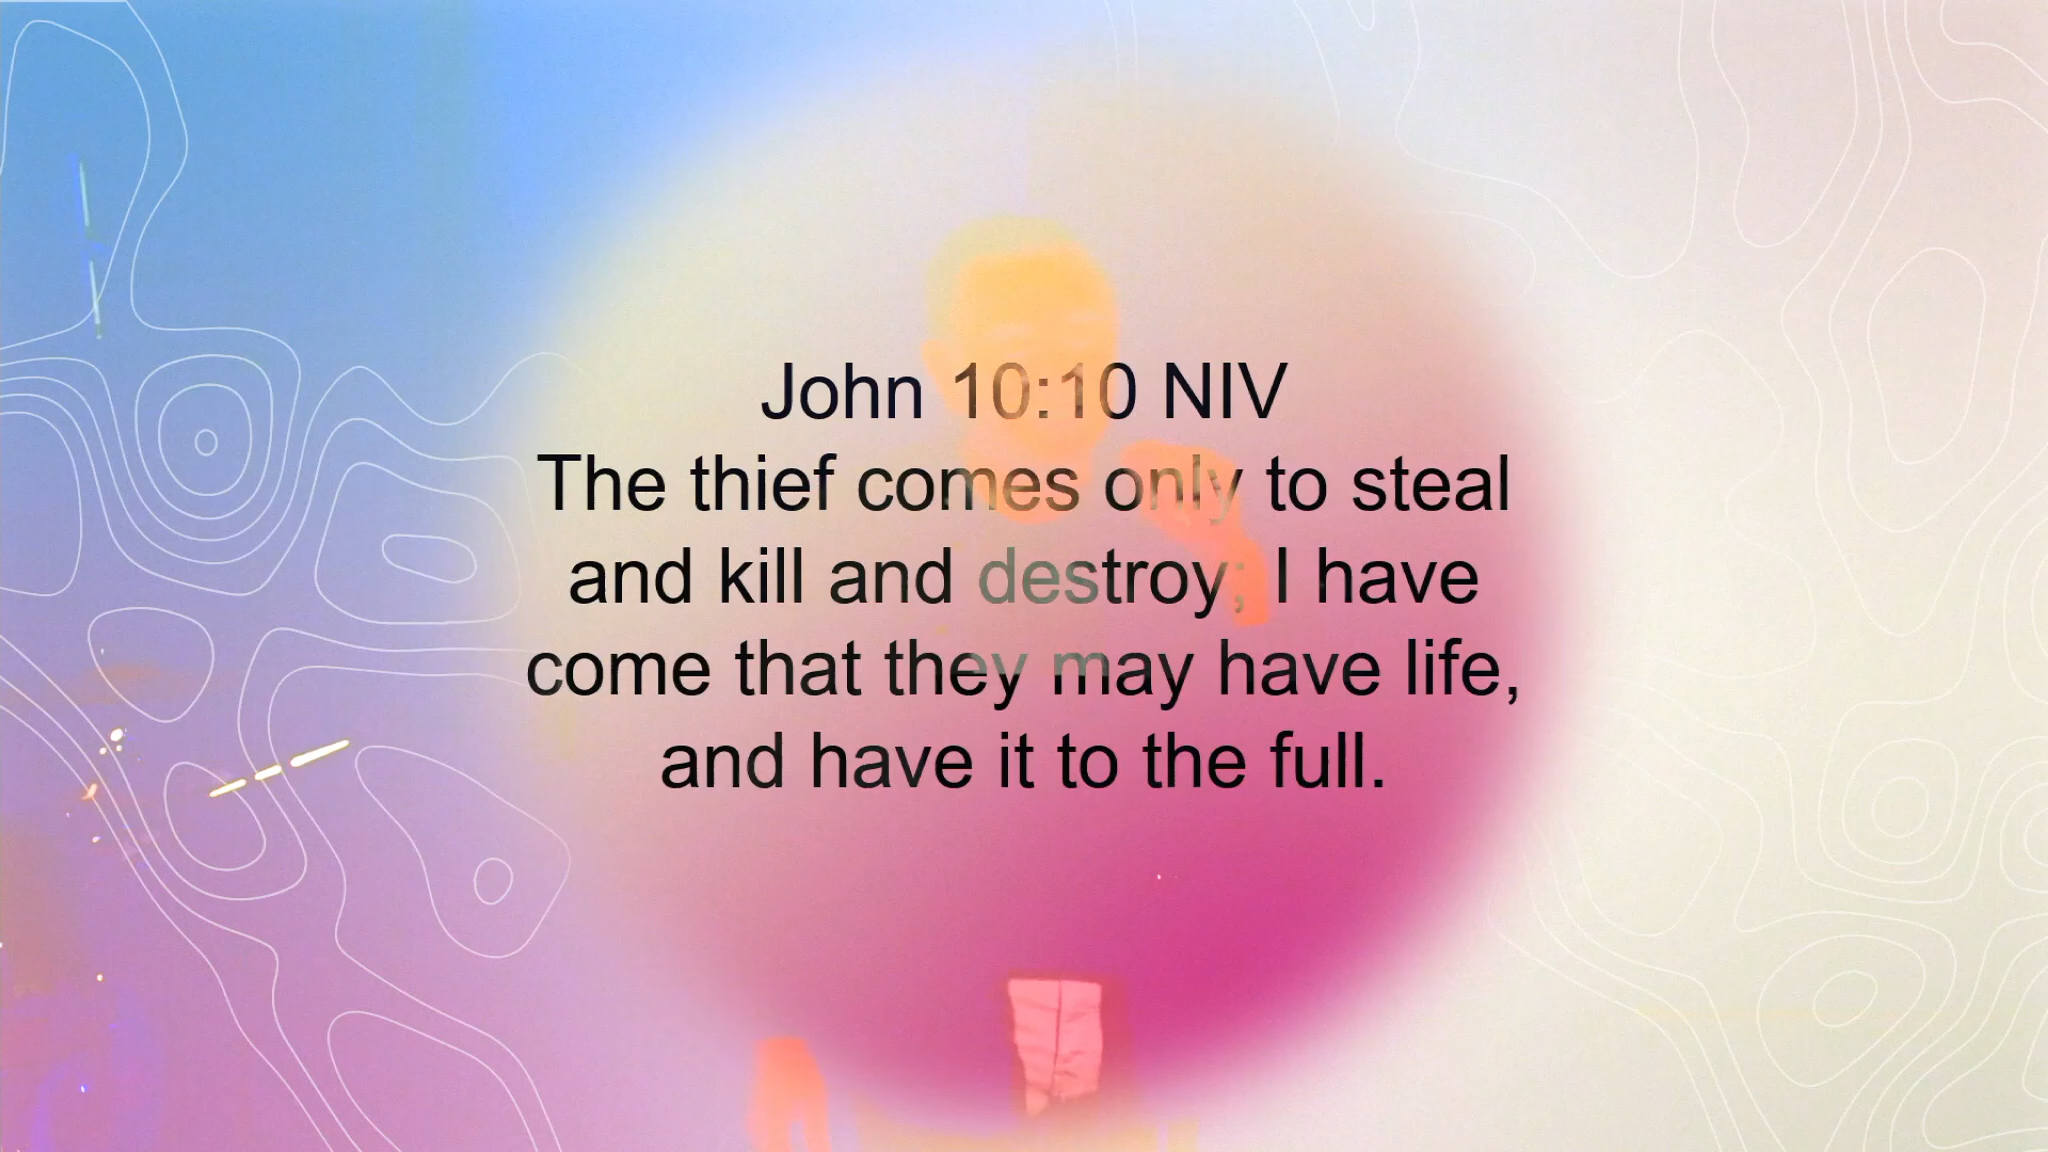 John 10:10 NIV
The thief comes only to steal
and kill and destroy; I have
come that they may have life,
and have it to the full.